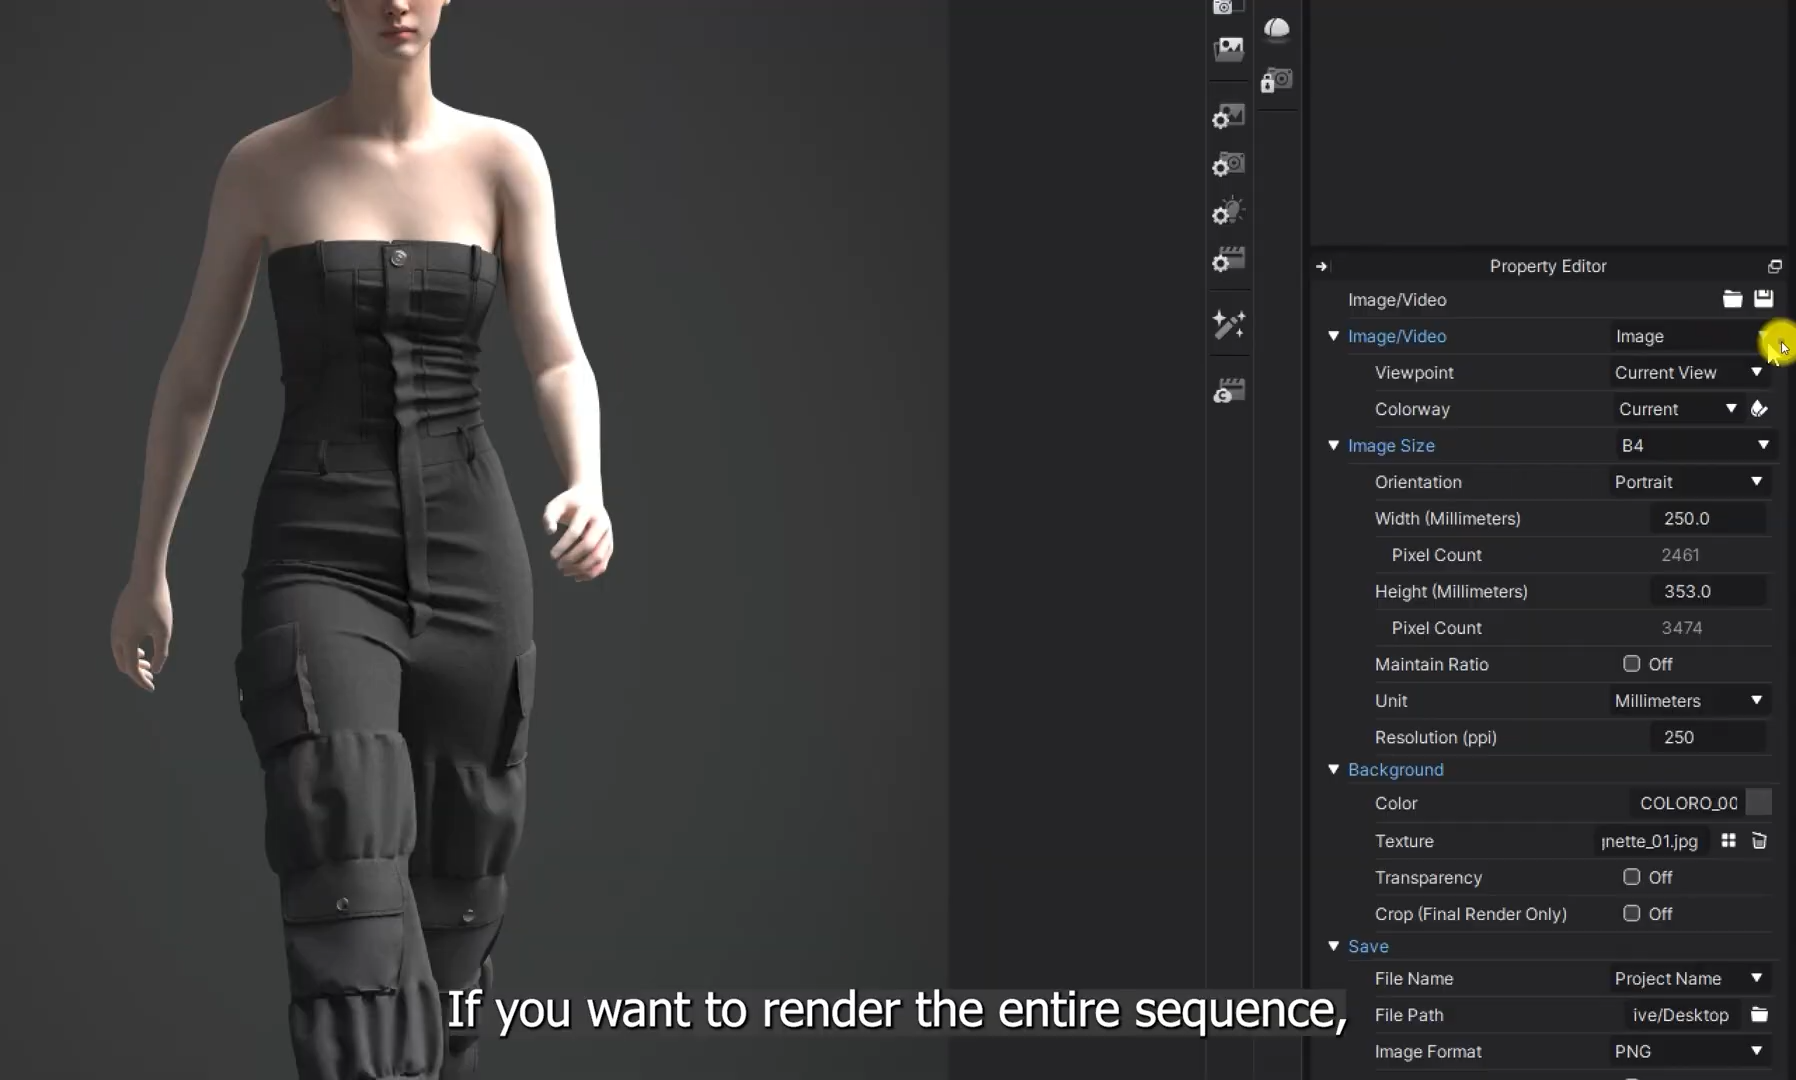 Property Editor
Image/Video
Image/Video Image
Viewpoint Current View
Colorway Current
Image Size B4
Orientation Portrait
Width (Millimeters) 250.0
Pixel Count 2461
Height (Millimeters) 353.0
Pixel Count 3474
Maintain Ratio Off
Unit Millimeters
Resolution (ppi) 250
Background
Color COLORO_00
Texture gnette_01.jpg
Transparency Off
Crop (Final Render Only) Off
Save
File Name Project Name
File Path ive/Desktop
Image Format PNG
If you want to render the entire sequence,